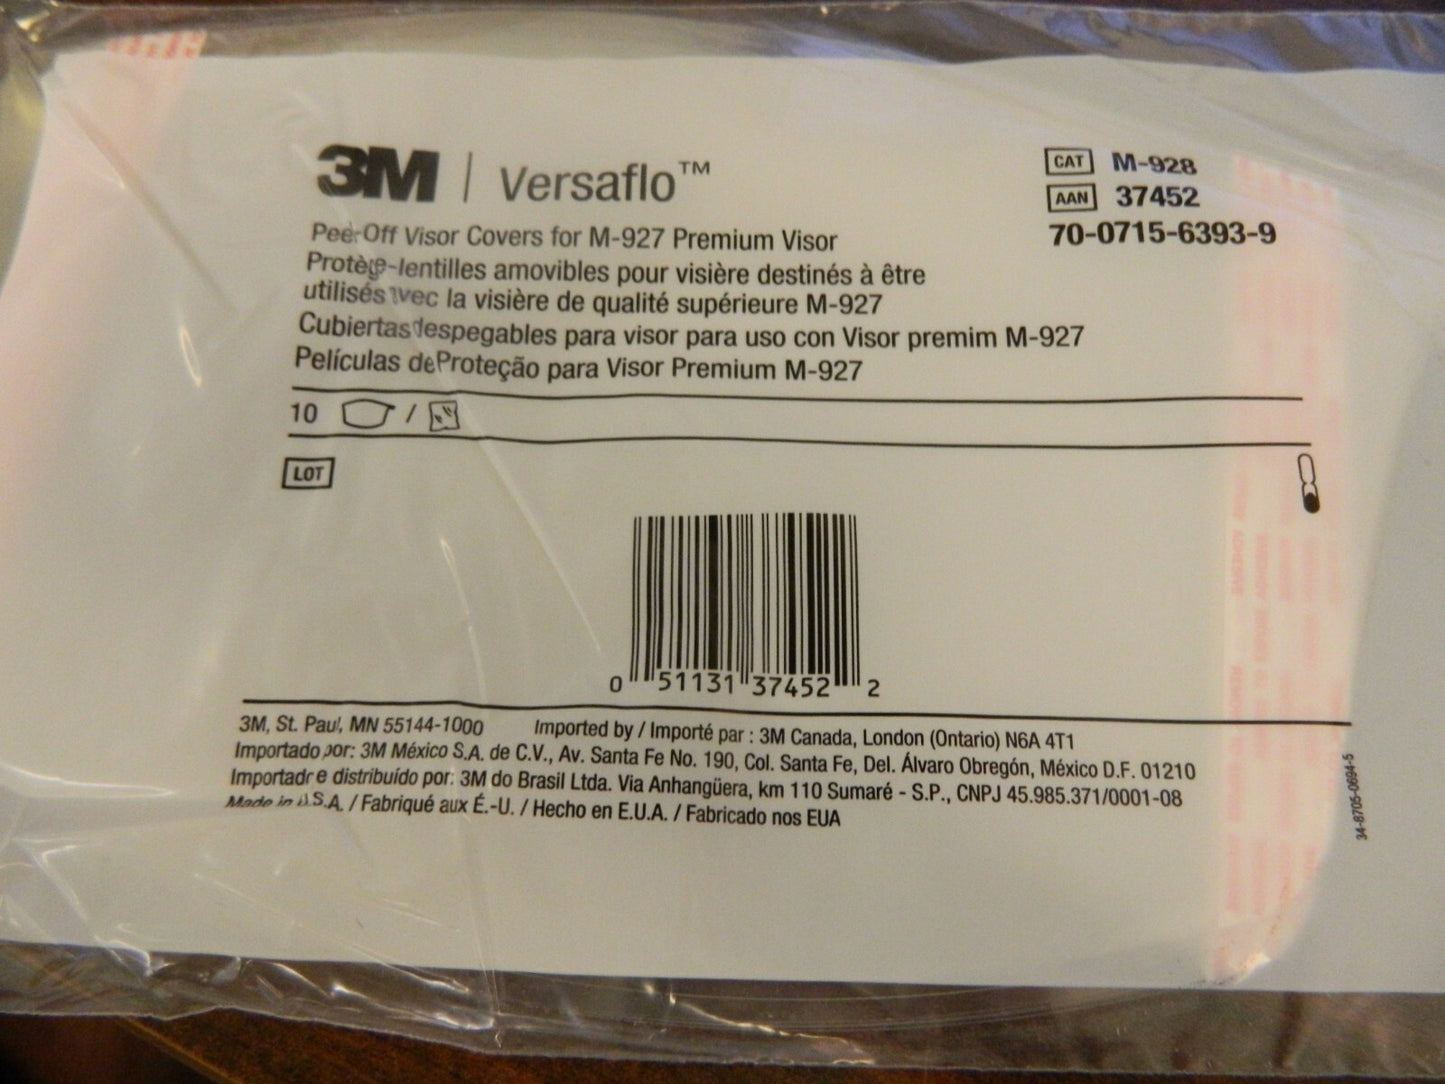 3M | Versaflo™
CAT M-928
AAN 37452
70-0715-6393-9
Peel-Off Visor Covers for M-927 Premium Visor
Protège-lentilles amovibles pour visière destinés à être
utilisés avec la visière de qualité supérieure M-927
Cubiertas despegables para visor para uso con Visor premim M-927
Películas de Proteção para Visor Premium M-927
10 /
LOT
0 51131 37452 2
3M, St. Paul, MN 55144-1000 Imported by / Importé par : 3M Canada, London (Ontario) N6A 4T1
Importado por: 3M México S.A. de C.V., Av. Santa Fe No. 190, Col. Santa Fe, Del. Álvaro Obregón, México D.F. 01210
Importador e distribuído por: 3M do Brasil Ltda. Via Anhangüera, km 110 Sumaré - S.P., CNPJ 45.985.371/0001-08
Made in U.S.A. / Fabriqué aux É.-U. / Hecho en E.U.A. / Fabricado nos EUA
34-8705-0694-5